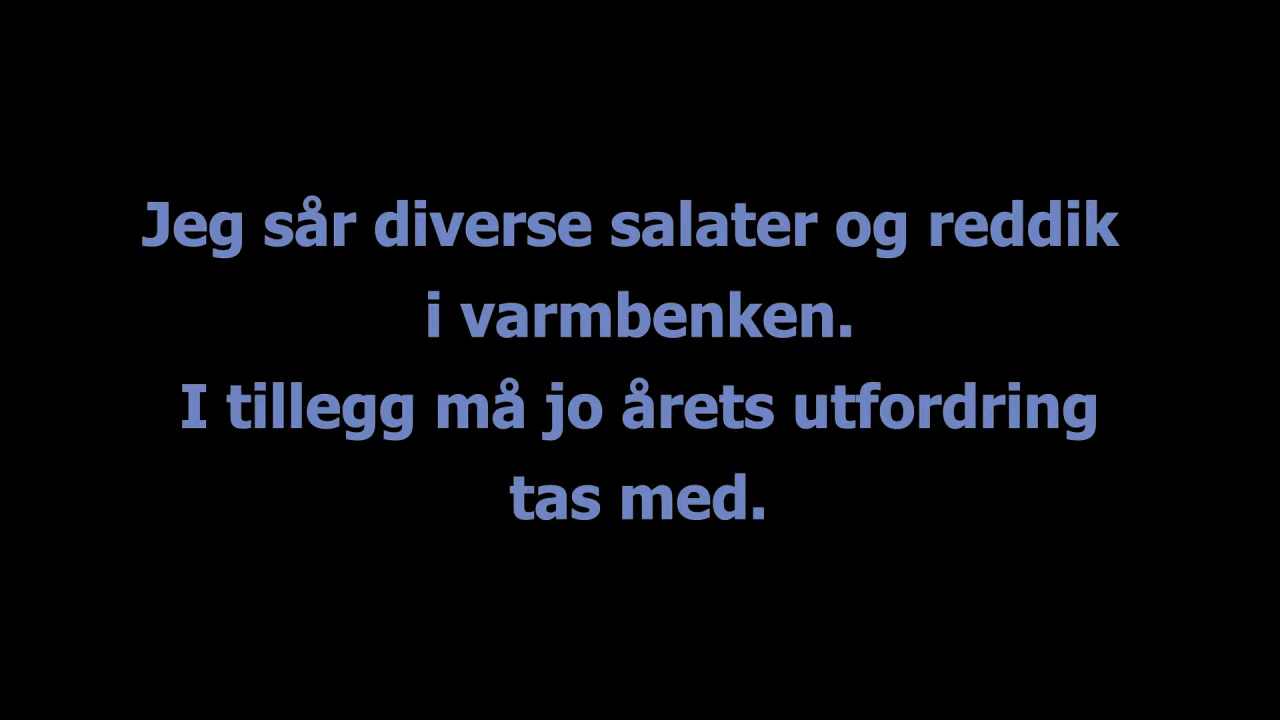 Jeg sår diverse salater og reddik
i varmbenken.
I tillegg må jo årets utfordring
tas med.